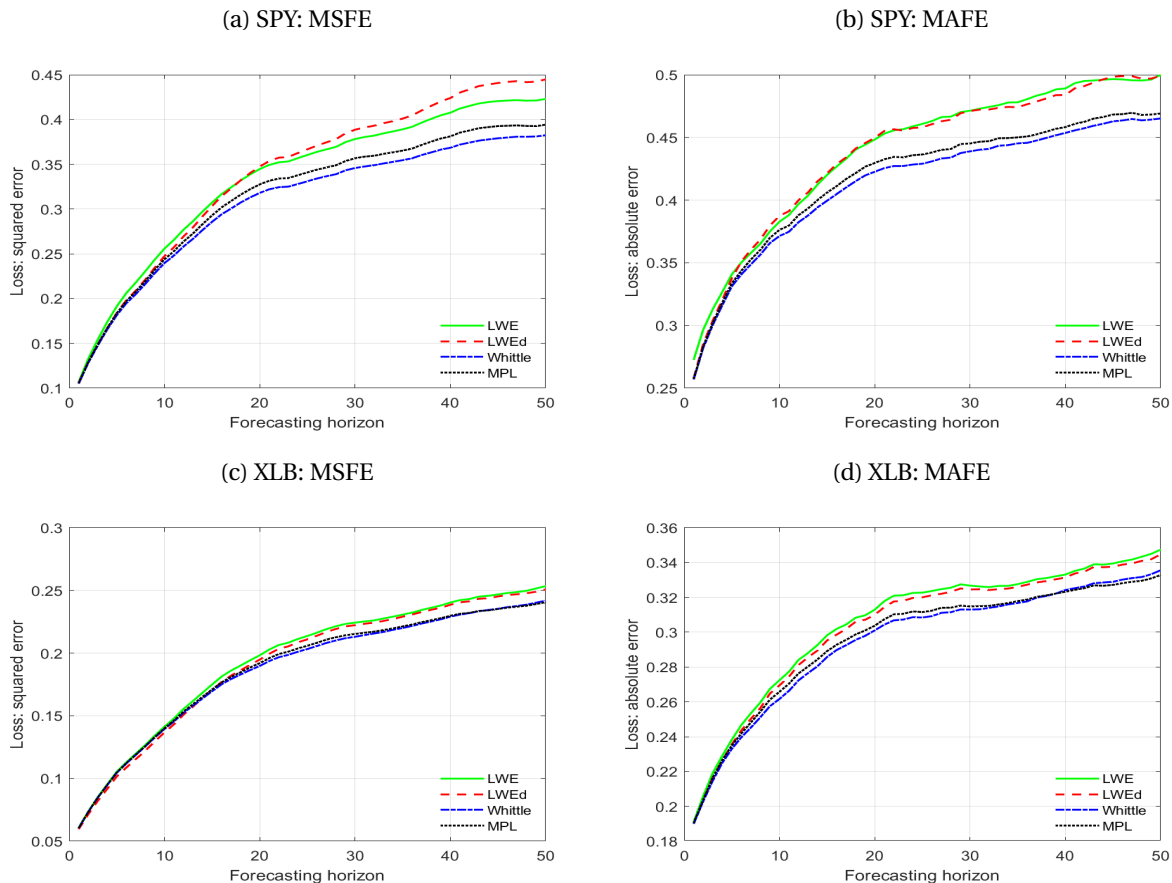 (a) SPY: MSFE
(b) SPY: MAFE
0.45
0.4
0.35
0.3
0.25
0.2
0.15
0.1
Loss: squared error
0 10 20 30 40 50
Forecasting horizon
LWE
LWEd
Whittle
MPL
0.5
0.45
0.4
0.35
0.3
0.25
Loss: absolute error
0 10 20 30 40 50
Forecasting horizon
LWE
LWEd
Whittle
MPL
(c) XLB: MSFE
(d) XLB: MAFE
0.3
0.25
0.2
0.15
0.1
0.05
Loss: squared error
0 10 20 30 40 50
Forecasting horizon
LWE
LWEd
Whittle
MPL
0.36
0.34
0.32
0.3
0.28
0.26
0.24
0.22
0.2
0.18
Loss: absolute error
0 10 20 30 40 50
Forecasting horizon
LWE
LWEd
Whittle
MPL